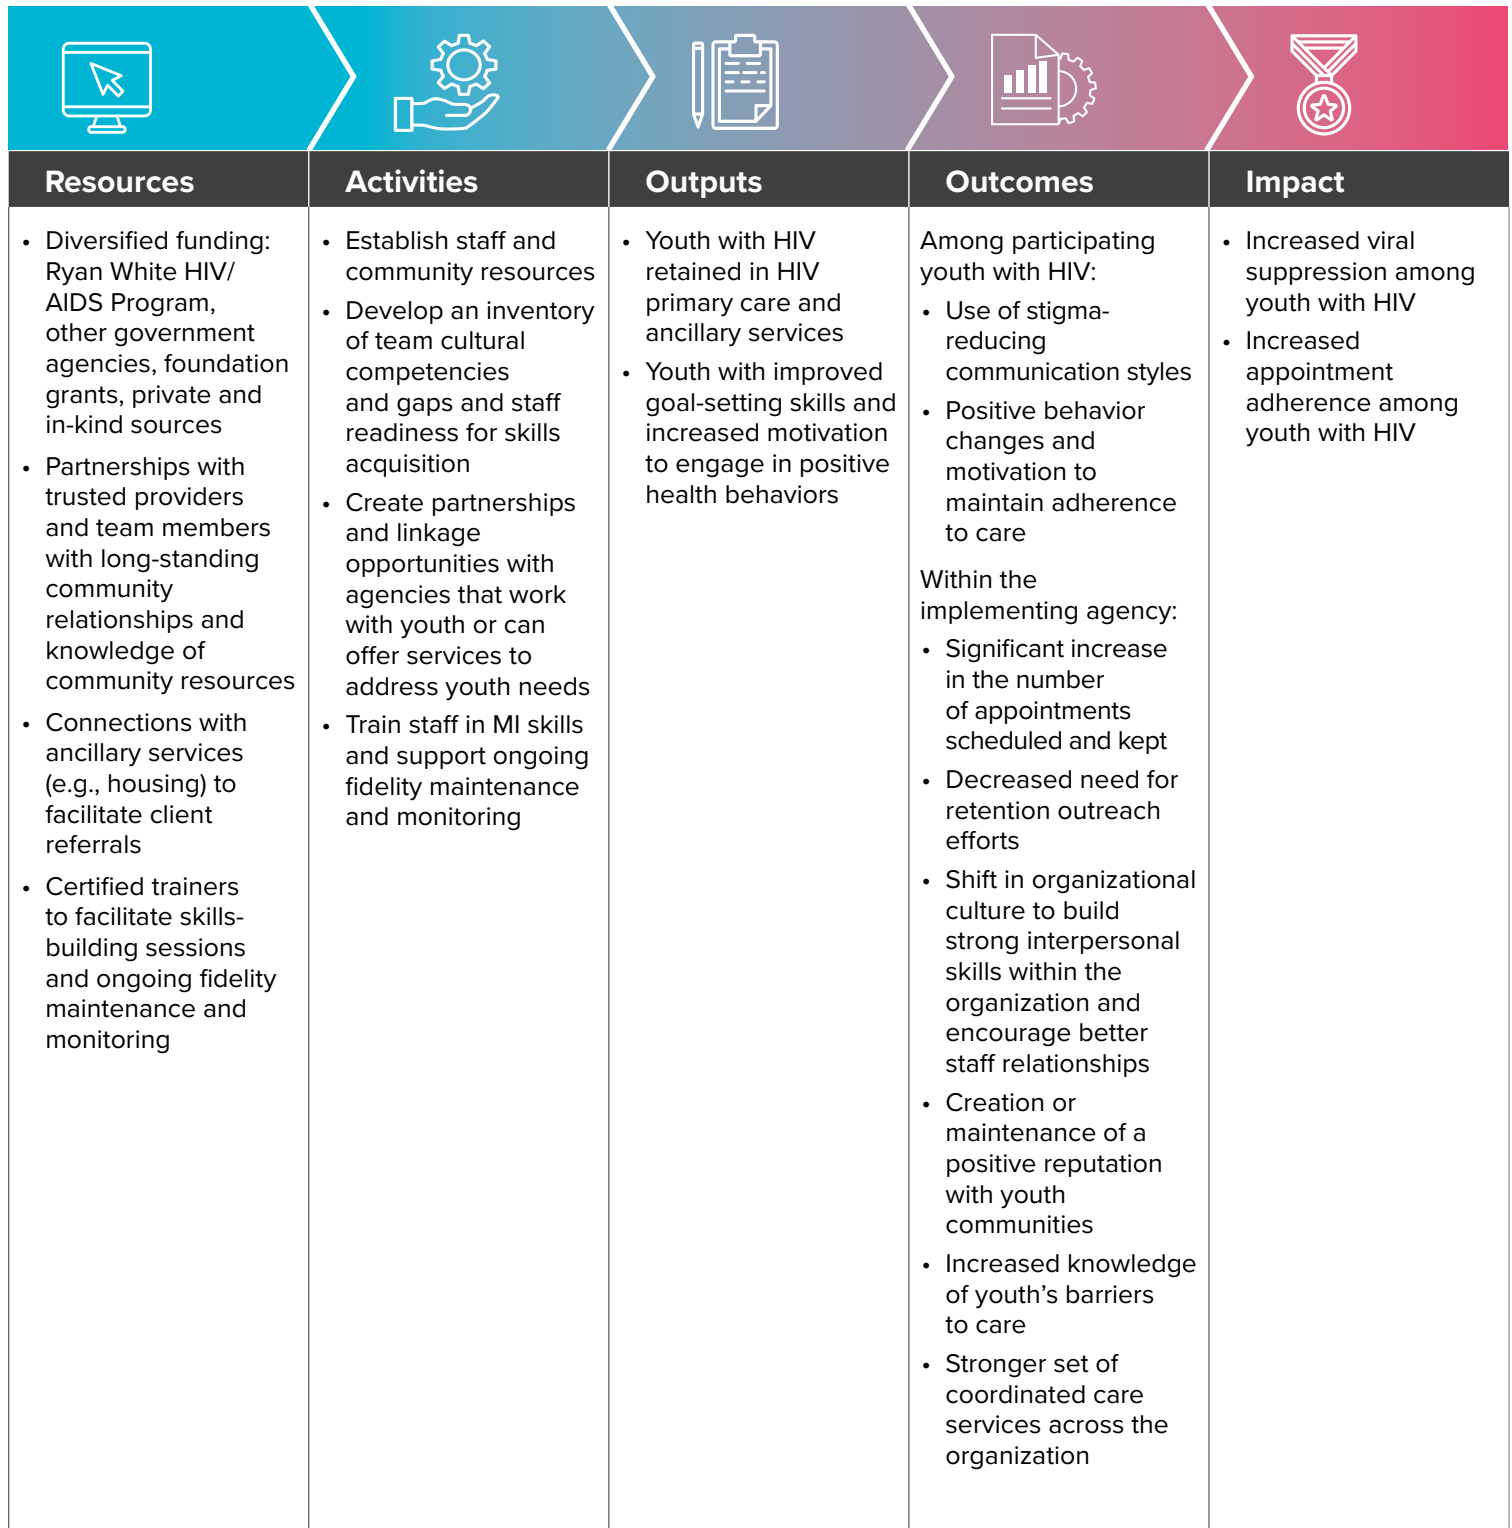 Resources
Activities
Outputs
Outcomes
Impact
• Diversified funding:
Ryan White HIV/
AIDS Program,
other government
agencies, foundation
grants, private and
in-kind sources
• Partnerships with
trusted providers
and team members
with long-standing
community
relationships and
knowledge of
community resources
• Connections with
ancillary services
(e.g., housing) to
facilitate client
referrals
• Certified trainers
to facilitate skills-
building sessions
and ongoing fidelity
maintenance and
monitoring
• Establish staff and
community resources
• Develop an inventory
of team cultural
competencies
and gaps and staff
readiness for skills
acquisition
• Create partnerships
and linkage
opportunities with
agencies that work
with youth or can
offer services to
address youth needs
• Train staff in MI skills
and support ongoing
fidelity maintenance
and monitoring
• Youth with HIV
retained in HIV
primary care and
ancillary services
• Youth with improved
goal-setting skills and
increased motivation
to engage in positive
health behaviors
Among participating
youth with HIV:
• Use of stigma-
reducing
communication styles
• Positive behavior
changes and
motivation to
maintain adherence
to care
Within the
implementing agency:
• Significant increase
in the number
of appointments
scheduled and kept
• Decreased need for
retention outreach
efforts
• Shift in organizational
culture to build
strong interpersonal
skills within the
organization and
encourage better
staff relationships
• Creation or
maintenance of a
positive reputation
with youth
communities
• Increased knowledge
of youth’s barriers
to care
• Stronger set of
coordinated care
services across the
organization
• Increased viral
suppression among
youth with HIV
• Increased
appointment
adherence among
youth with HIV